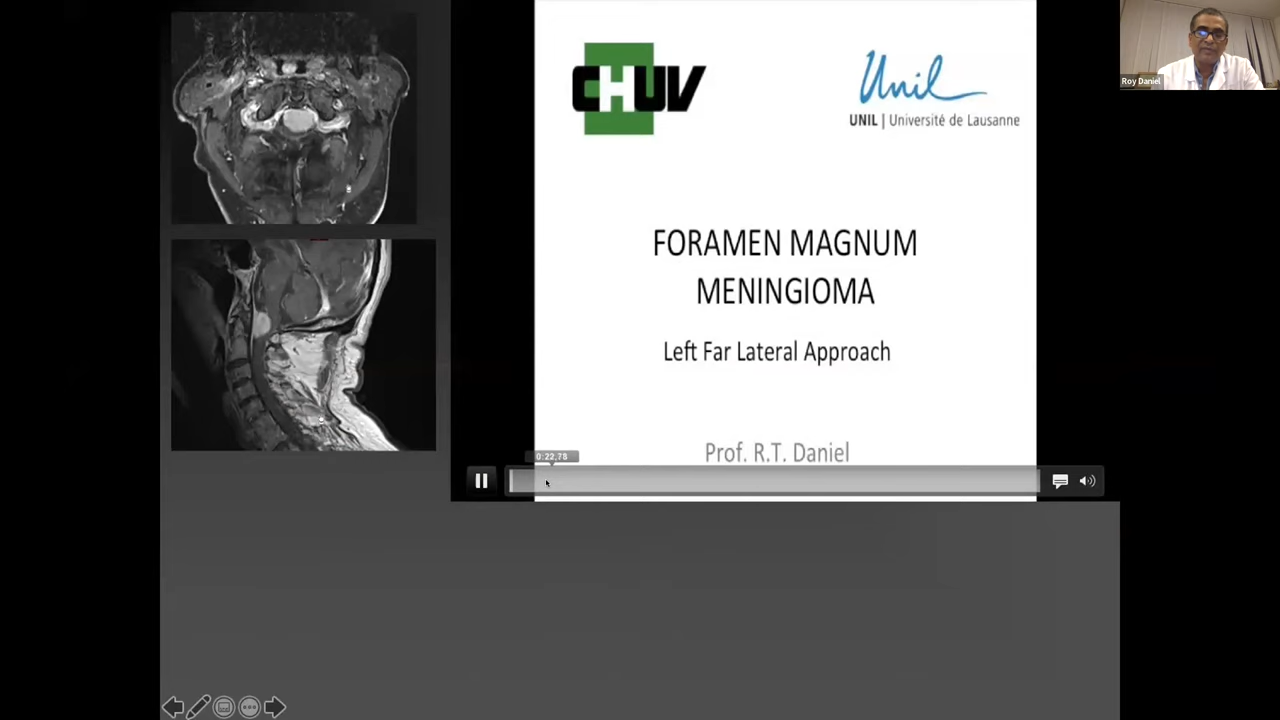 CHUV
Unil
UNIL | Université de Lausanne
Roy Daniel
FORAMEN MAGNUM
MENINGIOMA
Left Far Lateral Approach
Prof. R.T. Daniel
0:22,78